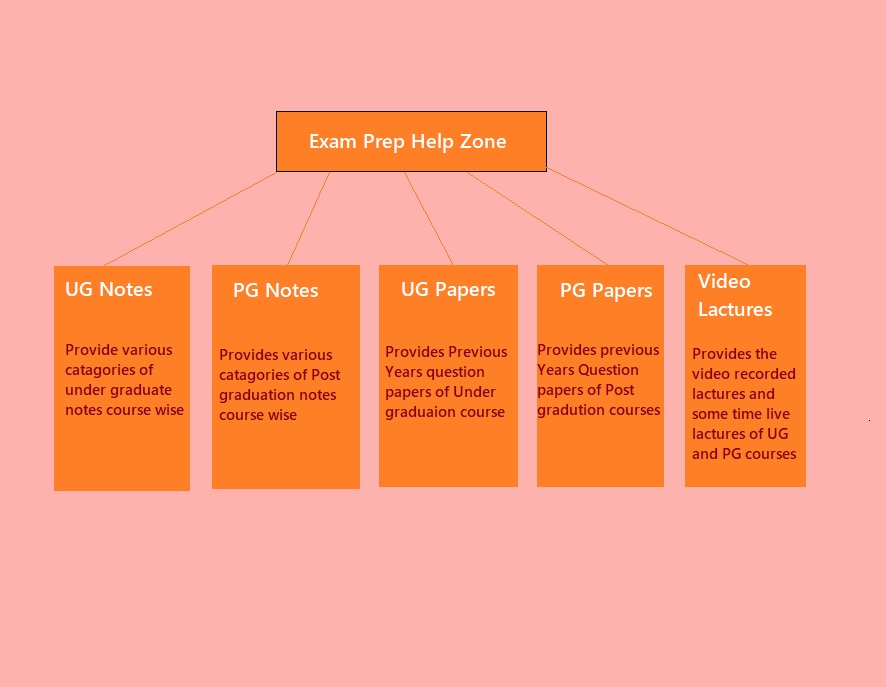 Exam Prep Help Zone
UG Notes
Provide various
catagories of
under graduate
notes course wise
PG Notes
Provides various
catagories of Post
graduation notes
course wise
UG Papers
Provides Previous
Years question
papers of Under
graduaion course
PG Papers
Provides previous
Years Question
papers of Post
gradution courses
Video
Lactures
Provides the
video recorded
lactures and
some time live
lactures of UG
and PG courses